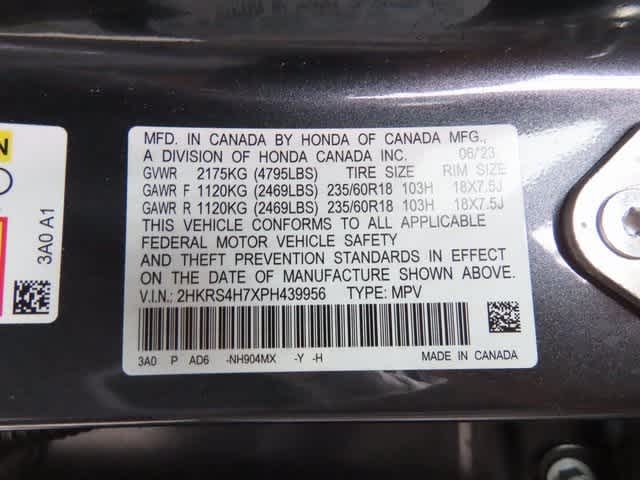 MFD. IN CANADA BY HONDA OF CANADA MFG.,
A DIVISION OF HONDA CANADA INC. 06/23
GVWR 2175KG (4795LBS) TIRE SIZE RIM SIZE
GAWR F 1120KG (2469LBS) 235/60R18 103H 18X7.5J
GAWR R 1120KG (2469LBS) 235/60R18 103H 18X7.5J
THIS VEHICLE CONFORMS TO ALL APPLICABLE
FEDERAL MOTOR VEHICLE SAFETY
AND THEFT PREVENTION STANDARDS IN EFFECT
ON THE DATE OF MANUFACTURE SHOWN ABOVE.
V.I.N.: 2HKRS4H7XPH439956 TYPE: MPV
3A0 P AD6 -NH904MX -Y -H MADE IN CANADA
3A0 A1